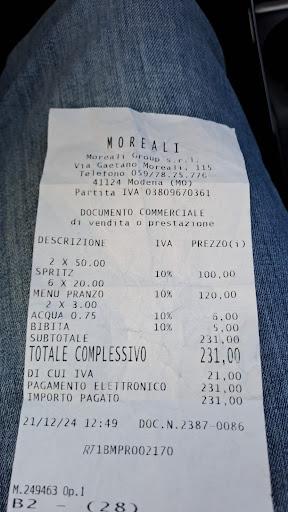 MOREALI
Moreali Group s.r.l.
Via Gaetano Moreali, 115
Telefono 059/78.25.776
41124 Modena (MO)
Partita IVA 03809670361
DOCUMENTO COMMERCIALE
di vendita o prestazione
DESCRIZIONE IVA PREZZO(€)
2 X 50.00
SPRITZ 10% 100,00
6 X 20.00
MENU PRANZO 10% 120,00
2 X 3.00
ACQUA 0.75 10% 6,00
BIBITA 10% 5,00
SUBTOTALE 231,00
TOTALE COMPLESSIVO 231,00
DI CUI IVA 21,00
PAGAMENTO ELETTRONICO 231,00
IMPORTO PAGATO 231,00
21/12/24 12:49 DOC.N.2387-0086
RT1BMPR002170
M.249463 Op.1
B2 - (28)